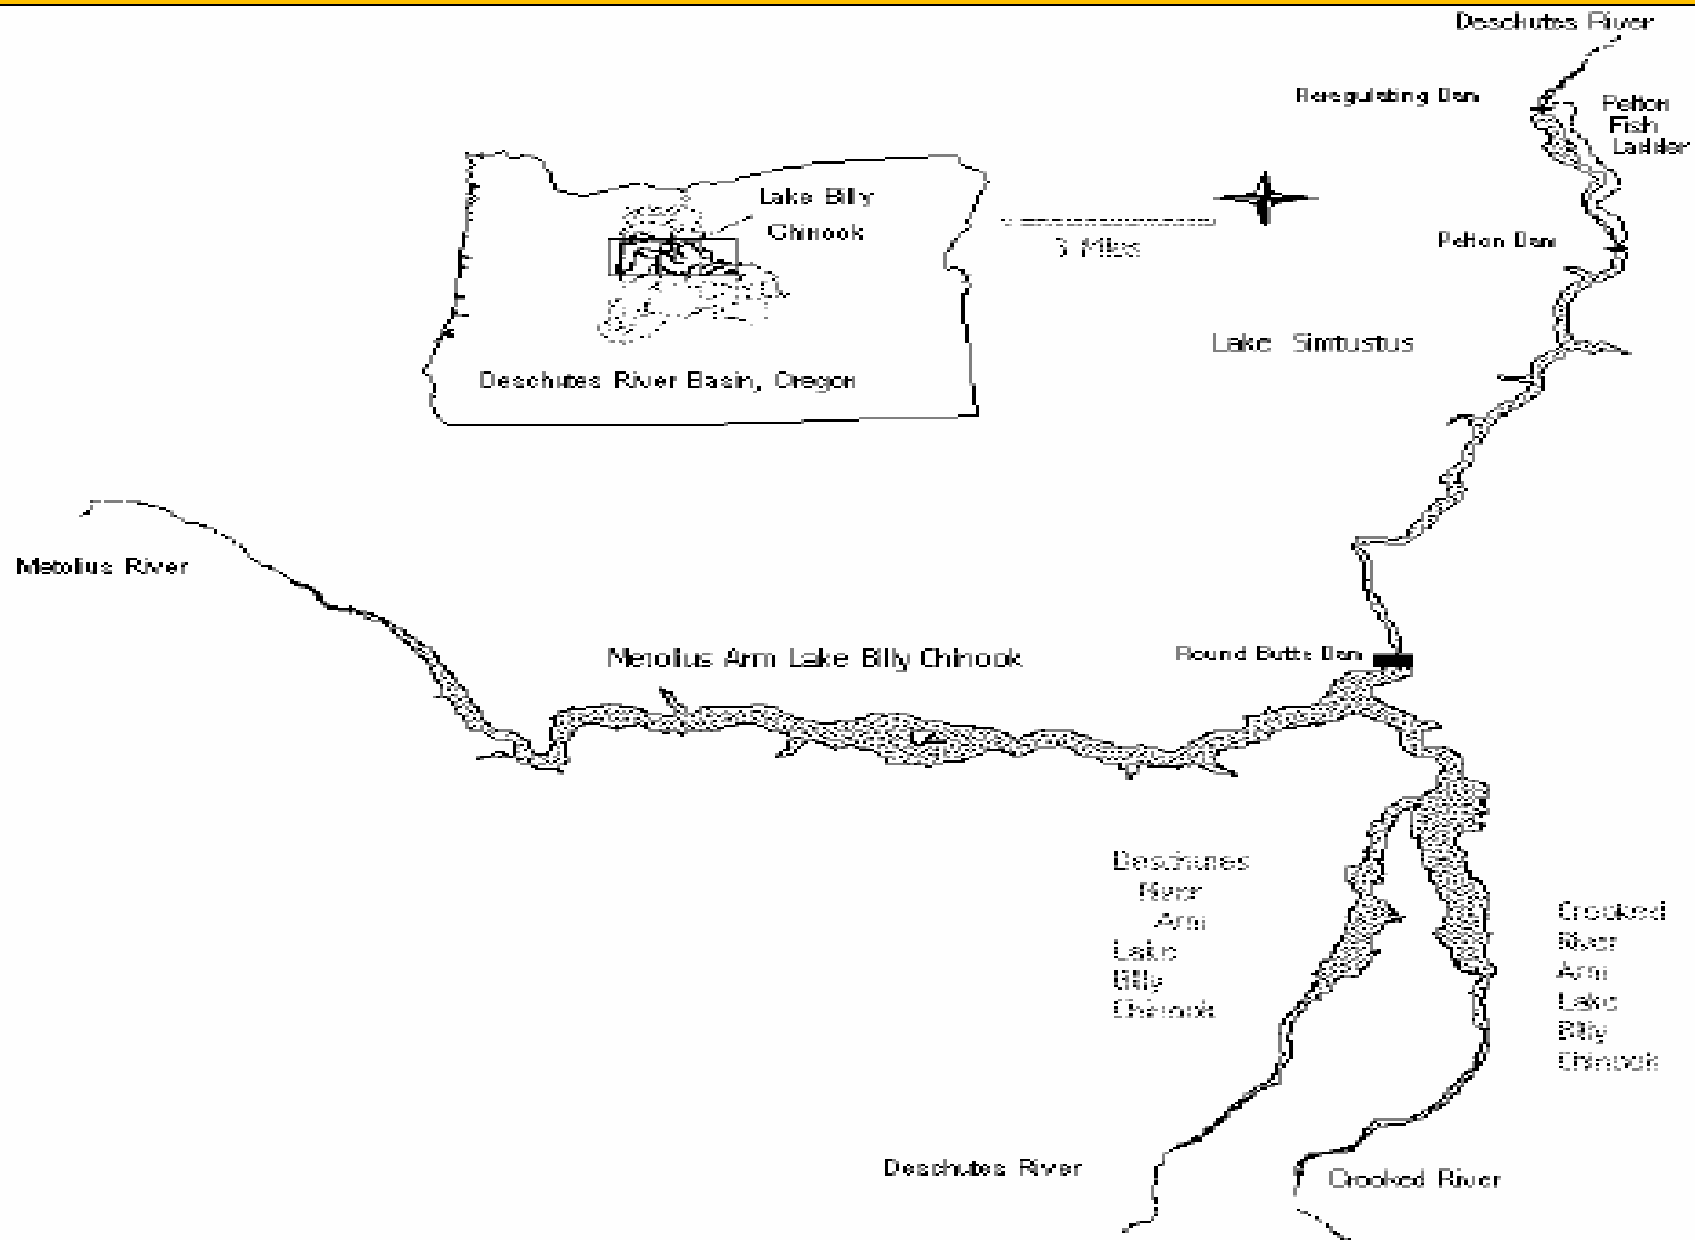 Deschutes River
Reregulating Dam
Pelton
Fish
Ladder
Lake Billy
Chinook
3 Miles
Pelton Dam
Lake Simtustus
Deschutes River Basin, Oregon
Metolius River
Metolius Arm Lake Billy Chinook
Round Butte Dam
Deschutes
River
Arm
Lake
Billy
Chinook
Crooked
River
Arm
Lake
Billy
Chinook
Deschutes River
Crooked River